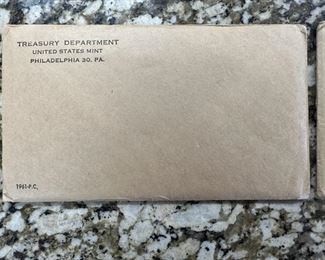 TREASURY DEPARTMENT
UNITED STATES MINT
PHILADELPHIA 30, PA.
1961-P.C.